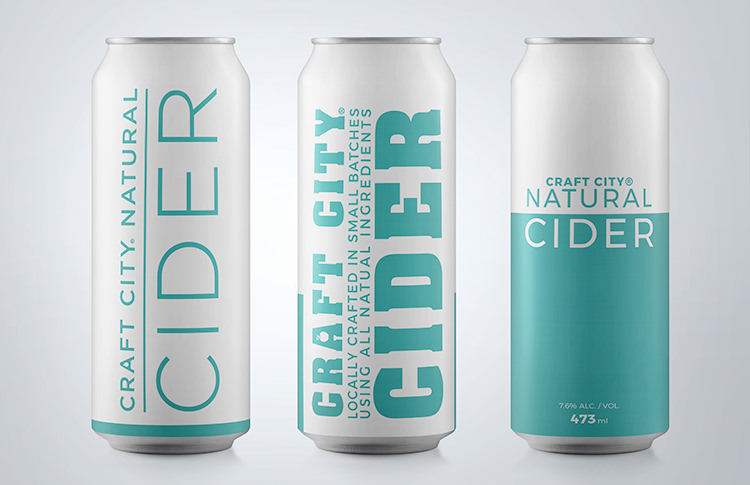 CRAFT CITY® NATURAL
CIDER
CRAFT CITY®
LOCALLY CRAFTED IN SMALL BATCHES
USING ALL NATURAL INGREDIENTS
CIDER
CRAFT CITY®
NATURAL
CIDER
7.6% ALC. / VOL.
473 ml